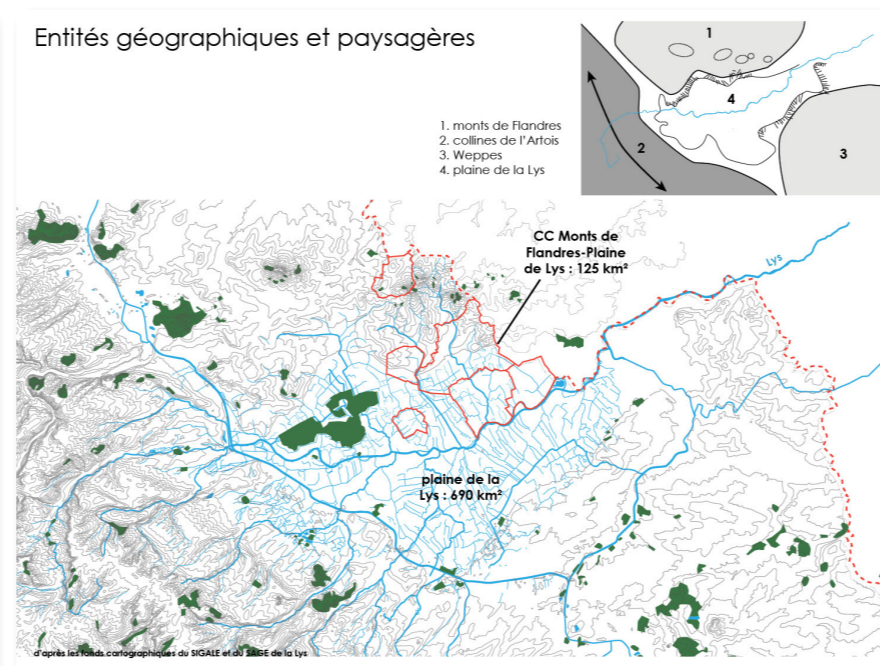 Entités géographiques et paysagères
1
4
2
3
1. monts de Flandres
2. collines de l'Artois
3. Weppes
4. plaine de la Lys
CC Monts de
Flandres-Plaine
de Lys : 125 km²
Lys
plaine de la
Lys : 690 km²
d'après les fonds cartographiques du SIGALE et du SAGE de la Lys